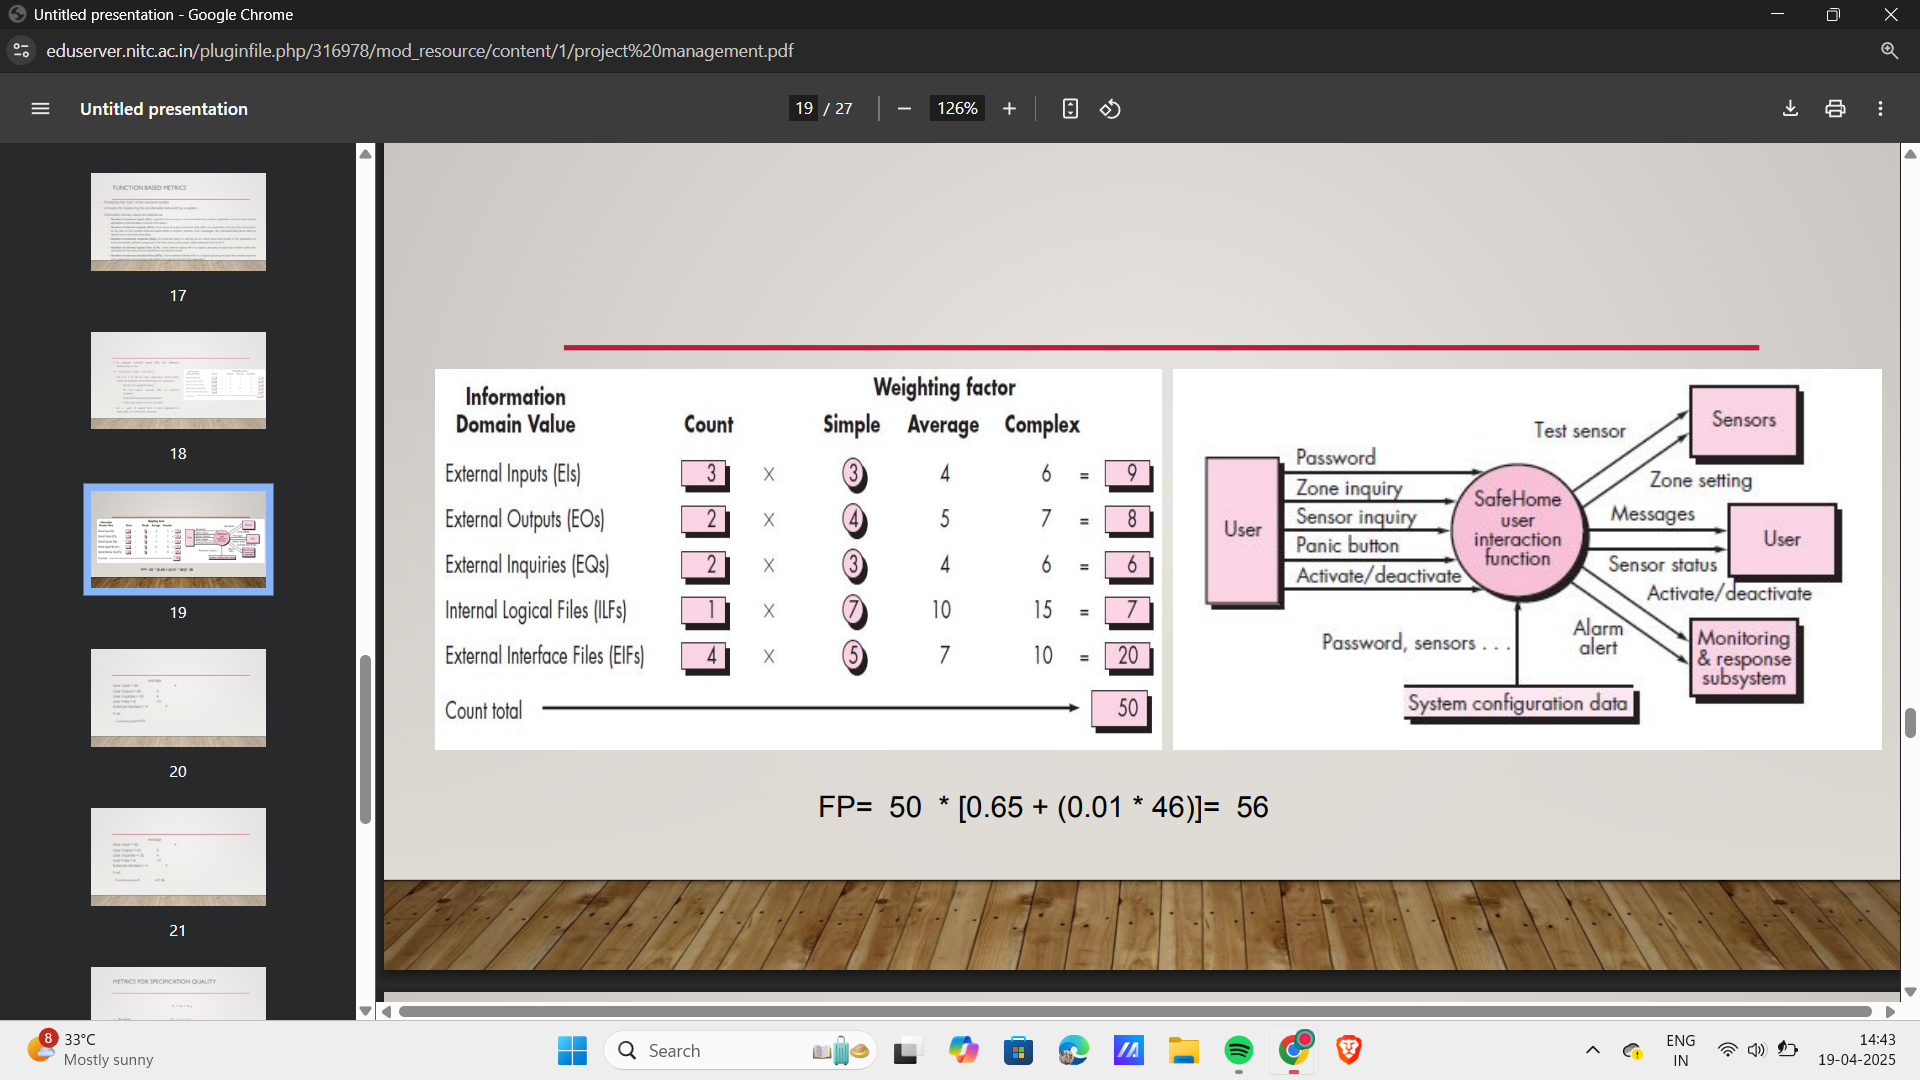 Untitled presentation - Google Chrome
eduserver.nitc.ac.in/pluginfile.php/316978/mod_resource/content/1/project%20management.pdf
Untitled presentation
19 / 27
126%
FUNCTION BASED METRICS
17
18
19
20
21
METRICS FOR SPECIFICATION QUALITY
Information Domain Value Count Weighting factor Simple Average Complex
External Inputs (EIs) 3 X 3 4 6 = 9
External Outputs (EOs) 2 X 4 5 7 = 8
External Inquiries (EQs) 2 X 3 4 6 = 6
Internal Logical Files (ILFs) 1 X 7 10 15 = 7
External Interface Files (EIFs) 4 X 5 7 10 = 20
Count total 50
User
Password
Zone inquiry
Sensor inquiry
Panic button
Activate/deactivate
SafeHome
user
interaction
function
Test sensor
Sensors
Zone setting
Messages
User
Sensor status
Activate/deactivate
Alarm
alert
Monitoring
& response
subsystem
Password, sensors . . .
System configuration data
FP= 50 * [0.65 + (0.01 * 46)]= 56
8
33°C
Mostly sunny
Search
ENG
IN
14:43
19-04-2025